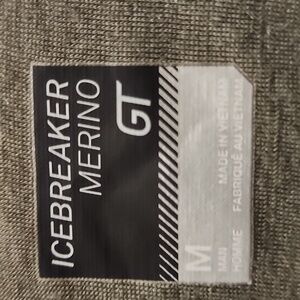 ICEBREAKER
MERINO
GT
M
MAN
HOMME
MADE IN VIETNAM
FABRIQUÉ AU VIETNAM